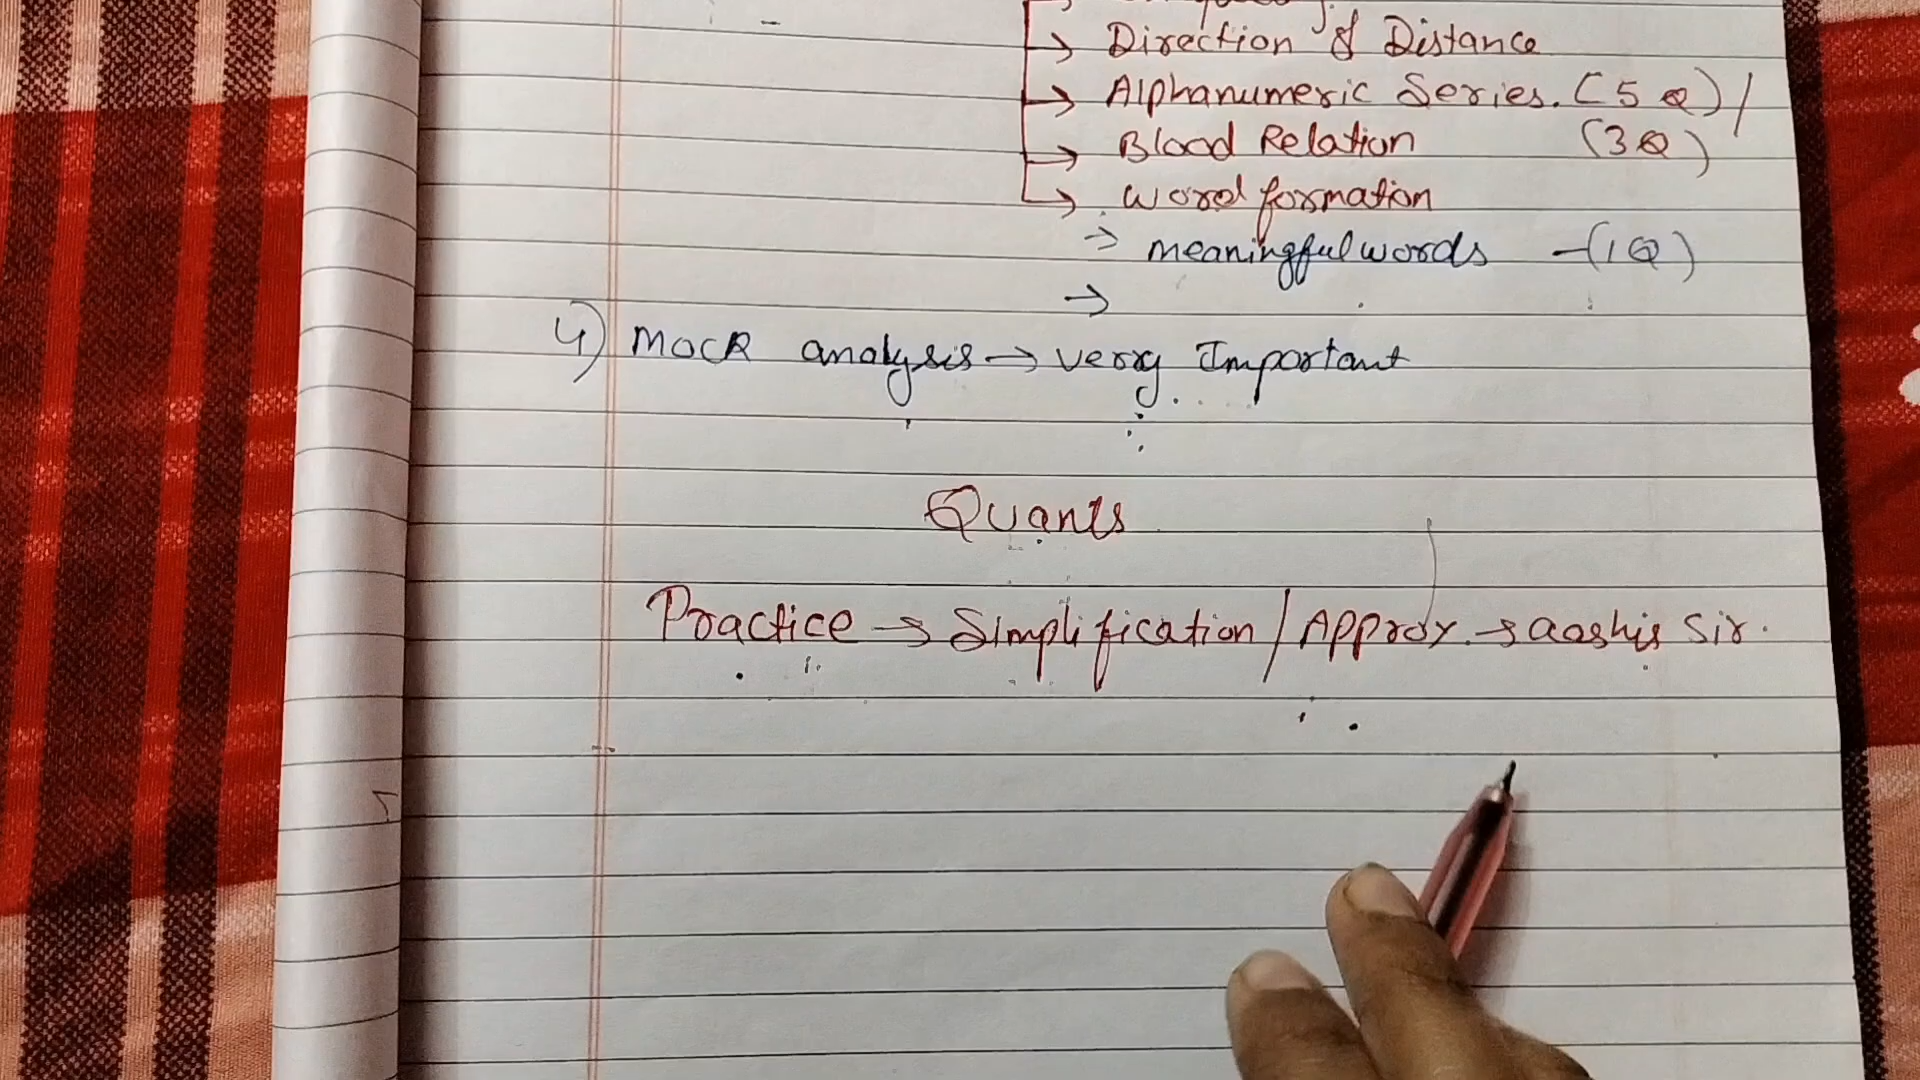 → Direction & Distance
→ Alphanumeric Series. (5Q) /
→ Blood Relation (3Q)
→ word formation
→ meaningful words - (1Q)
→
4) Mock analysis → very Important
Quants
Practice → Simplification / Approx. → aashis Sir.